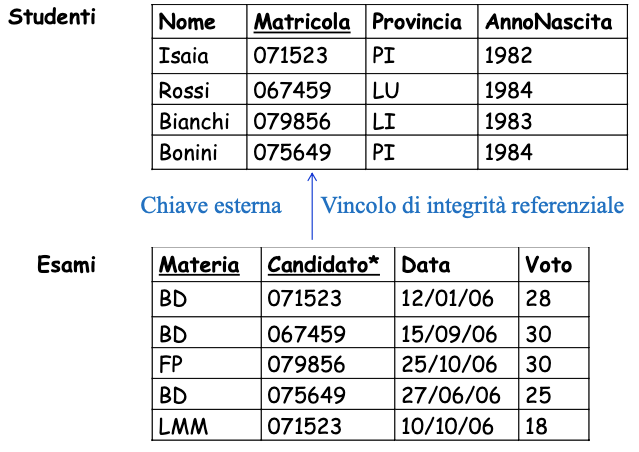 Studenti
Nome Matricola Provincia AnnoNascita
Isaia 071523 PI 1982
Rossi 067459 LU 1984
Bianchi 079856 LI 1983
Bonini 075649 PI 1984
Chiave esterna Vincolo di integrità referenziale
Esami
Materia Candidato* Data Voto
BD 071523 12/01/06 28
BD 067459 15/09/06 30
FP 079856 25/10/06 30
BD 075649 27/06/06 25
LMM 071523 10/10/06 18